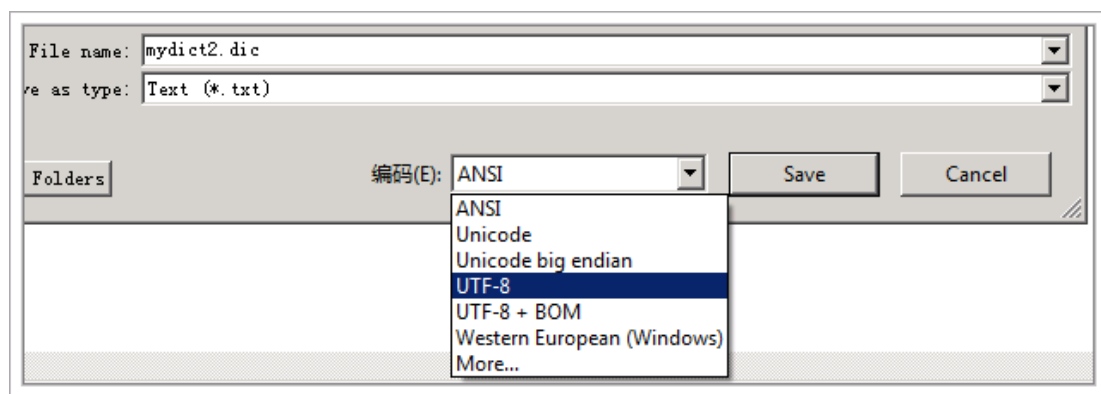 File name: mydict2.dic
ve as type: Text (*.txt)
Folders 编码(E): ANSI Save Cancel
ANSI
Unicode
Unicode big endian
UTF-8
UTF-8 + BOM
Western European (Windows)
More...